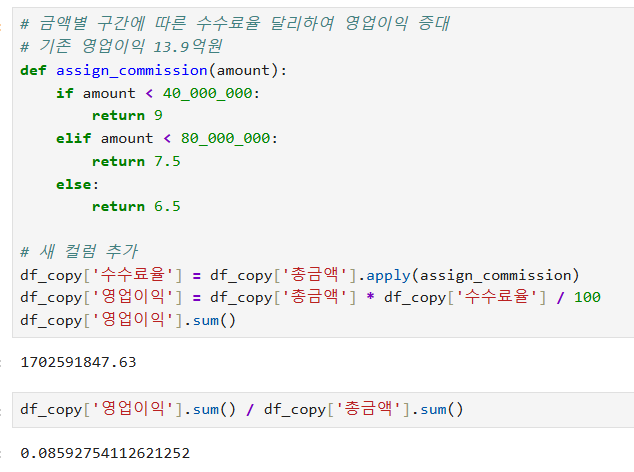 # 금액별 구간에 따른 수수료율 달리하여 영업이익 증대
# 기존 영업이익 13.9억원
def assign_commission(amount):
    if amount < 40_000_000:
        return 9
    elif amount < 80_000_000:
        return 7.5
    else:
        return 6.5

# 새 컬럼 추가
df_copy['수수료율'] = df_copy['총금액'].apply(assign_commission)
df_copy['영업이익'] = df_copy['총금액'] * df_copy['수수료율'] / 100
df_copy['영업이익'].sum()
1702591847.63
df_copy['영업이익'].sum() / df_copy['총금액'].sum()
0.08592754112621252